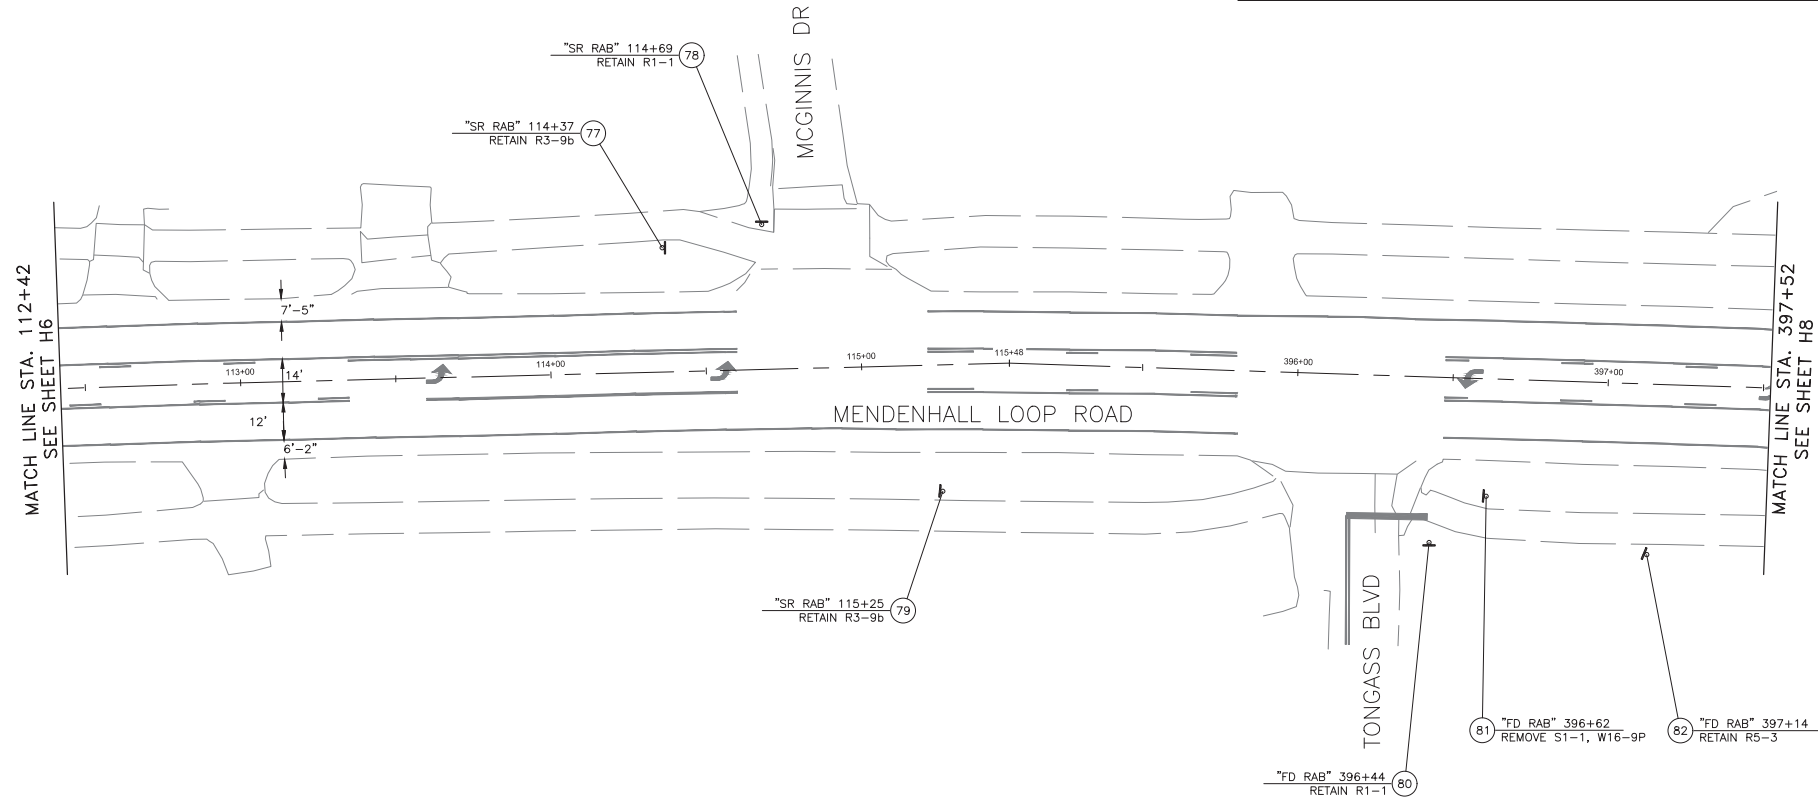 MCGINNIS DR
"SR RAB" 114+69
RETAIN R1-1
78
"SR RAB" 114+37
RETAIN R3-9b
77
MATCH LINE STA. 112+42
SEE SHEET H6
7'-5"
14'
12'
6'-2"
113+00
114+00
115+00
115+48
396+00
397+00
MENDENHALL LOOP ROAD
MATCH LINE STA. 397+52
SEE SHEET H8
"SR RAB" 115+25
RETAIN R3-9b
79
TONGASS BLVD
"FD RAB" 396+44
RETAIN R1-1
80
81
"FD RAB" 396+62
REMOVE S1-1, W16-9P
82
"FD RAB" 397+14
RETAIN R5-3